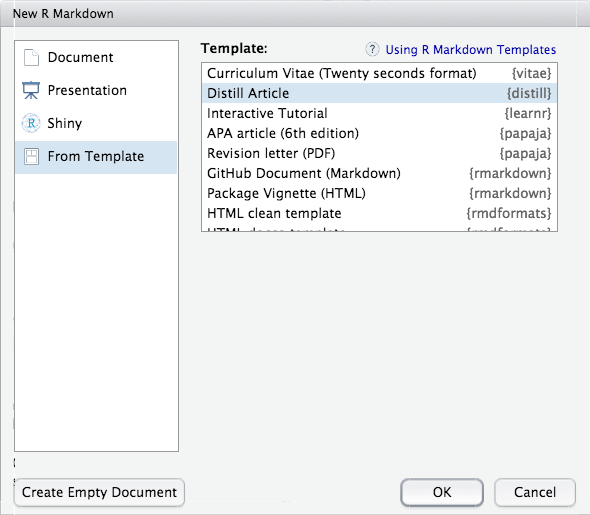 New R Markdown
Document
Presentation
Shiny
From Template
Template:
? Using R Markdown Templates
Curriculum Vitae (Twenty seconds format) {vitae}
Distill Article {distill}
Interactive Tutorial {learnr}
APA article (6th edition) {papaja}
Revision letter (PDF) {papaja}
GitHub Document (Markdown) {rmarkdown}
Package Vignette (HTML) {rmarkdown}
HTML clean template {rmdformats}
Create Empty Document
OK
Cancel